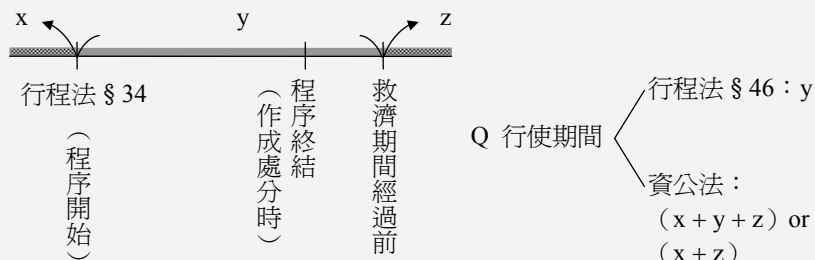 x
y
z
行程法 § 34
（程序開始）
程序終結
（作成處分時）
救濟期間經過前
Q 行使期間
行程法 § 46：y
資公法：
（x + y + z）or
（x + z）